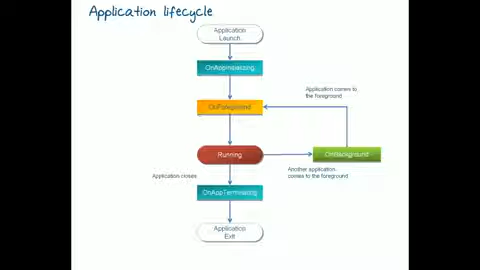 Application lifecycle
Application
Launch
OnAppInitializing
Application comes to
the foreground
OnForeground
Running
OnBackground
Another application
comes to the foreground
Application closes
OnAppTerminating
Application
Exit